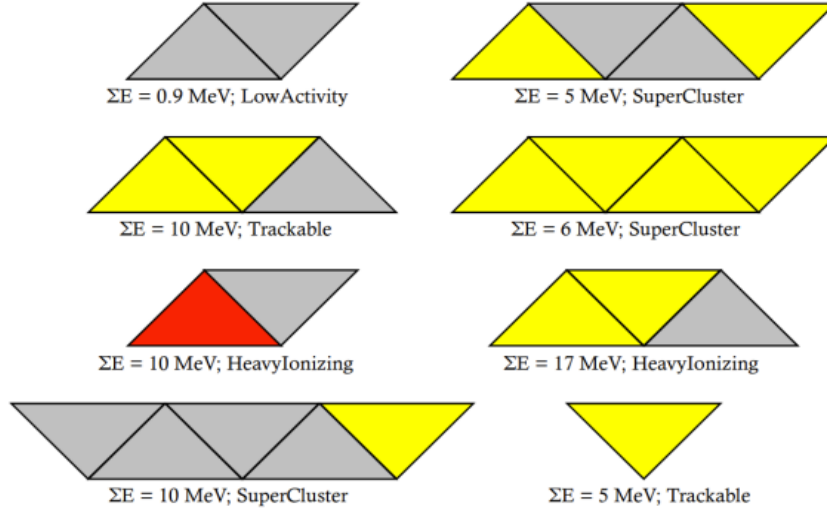 ΣE = 0.9 MeV; LowActivity
ΣE = 5 MeV; SuperCluster
ΣE = 10 MeV; Trackable
ΣE = 6 MeV; SuperCluster
ΣE = 10 MeV; HeavyIonizing
ΣE = 17 MeV; HeavyIonizing
ΣE = 10 MeV; SuperCluster
ΣE = 5 MeV; Trackable